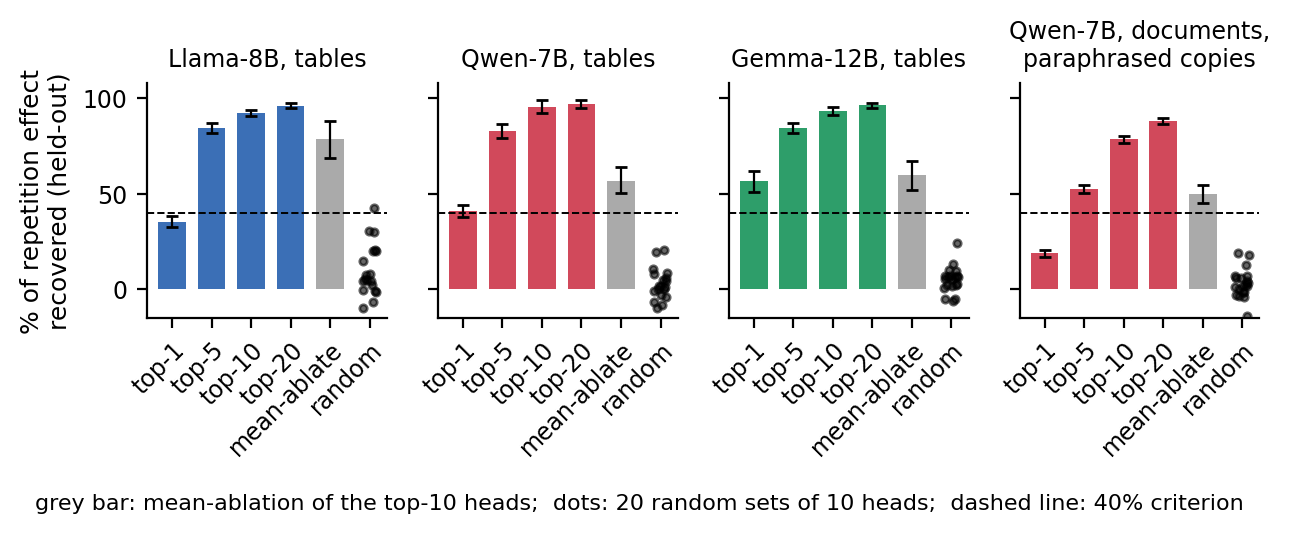 Llama-8B, tables
Qwen-7B, tables
Gemma-12B, tables
Qwen-7B, documents,
paraphrased copies
% of repetition effect
recovered (held-out)
100
50
0
top-1
top-5
top-10
top-20
mean-ablate
random
top-1
top-5
top-10
top-20
mean-ablate
random
top-1
top-5
top-10
top-20
mean-ablate
random
top-1
top-5
top-10
top-20
mean-ablate
random
grey bar: mean-ablation of the top-10 heads;  dots: 20 random sets of 10 heads;  dashed line: 40% criterion